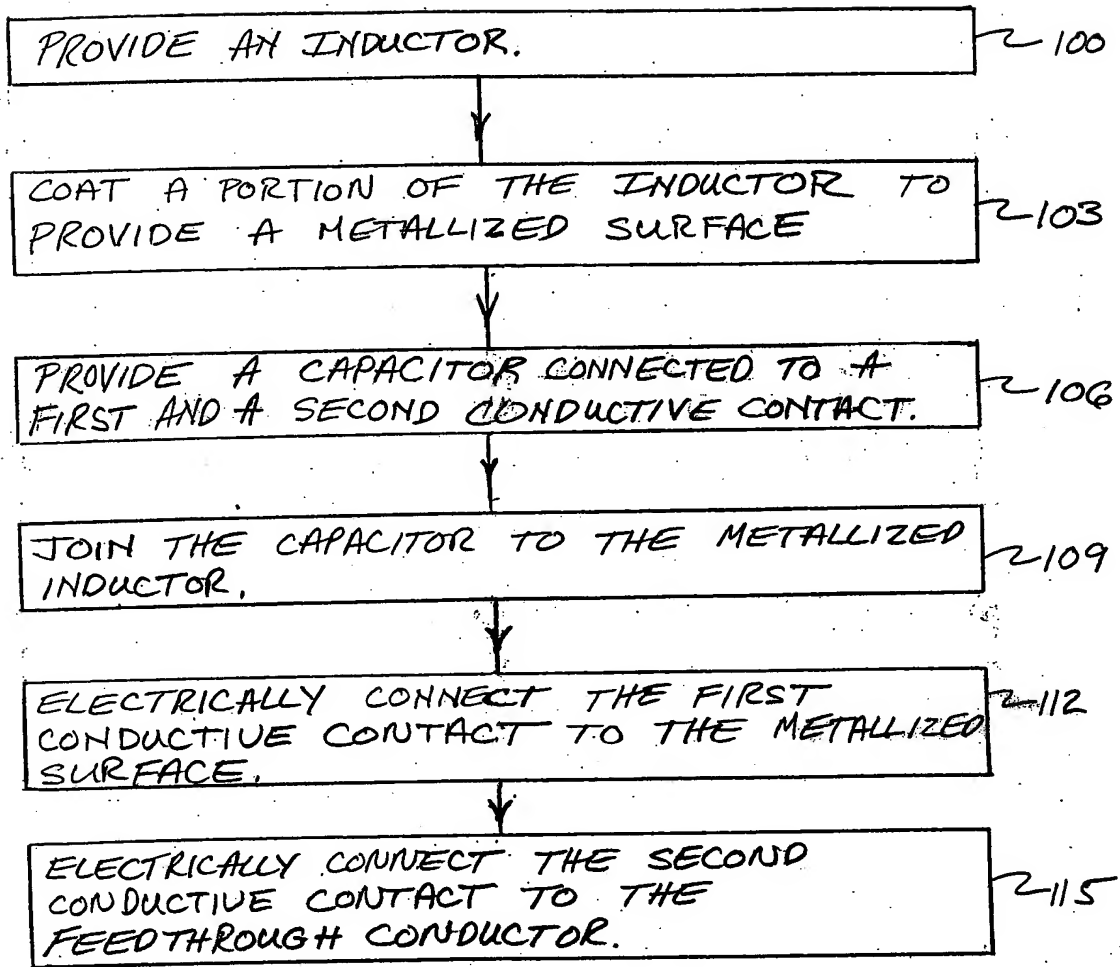 PROVIDE AN INDUCTOR. 100
COAT A PORTION OF THE INDUCTOR TO
PROVIDE A METALLIZED SURFACE 103
PROVIDE A CAPACITOR CONNECTED TO A
FIRST AND A SECOND CONDUCTIVE CONTACT. 106
JOIN THE CAPACITOR TO THE METALLIZED
INDUCTOR. 109
ELECTRICALLY CONNECT THE FIRST 112
CONDUCTIVE CONTACT TO THE METALLIZED
SURFACE.
ELECTRICALLY CONNECT THE SECOND
CONDUCTIVE CONTACT TO THE 115
FEEDTHROUGH CONDUCTOR.